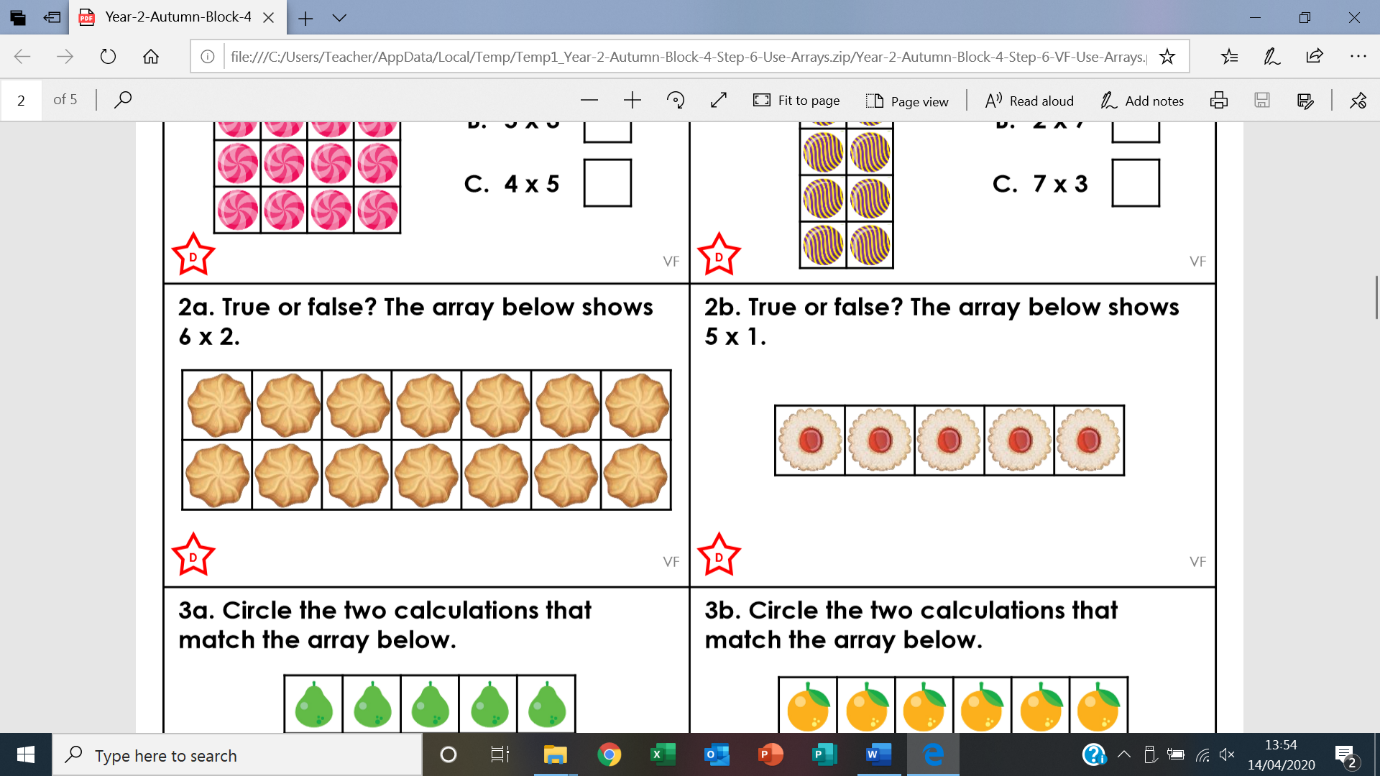 Year-2-Autumn-Block-4
file:///C:/Users/Teacher/AppData/Local/Temp/Temp1_Year-2-Autumn-Block-4-Step-6-Use-Arrays.zip/Year-2-Autumn-Block-4-Step-6-VF-Use-Arrays.
2 of 5
Fit to page
Page view
Read aloud
Add notes
C. 4 x 5
D
VF
C. 7 x 3
D
VF
2a. True or false? The array below shows
6 x 2.
D
VF
2b. True or false? The array below shows
5 x 1.
D
VF
3a. Circle the two calculations that
match the array below.
3b. Circle the two calculations that
match the array below.
Type here to search
13:54
14/04/2020
2